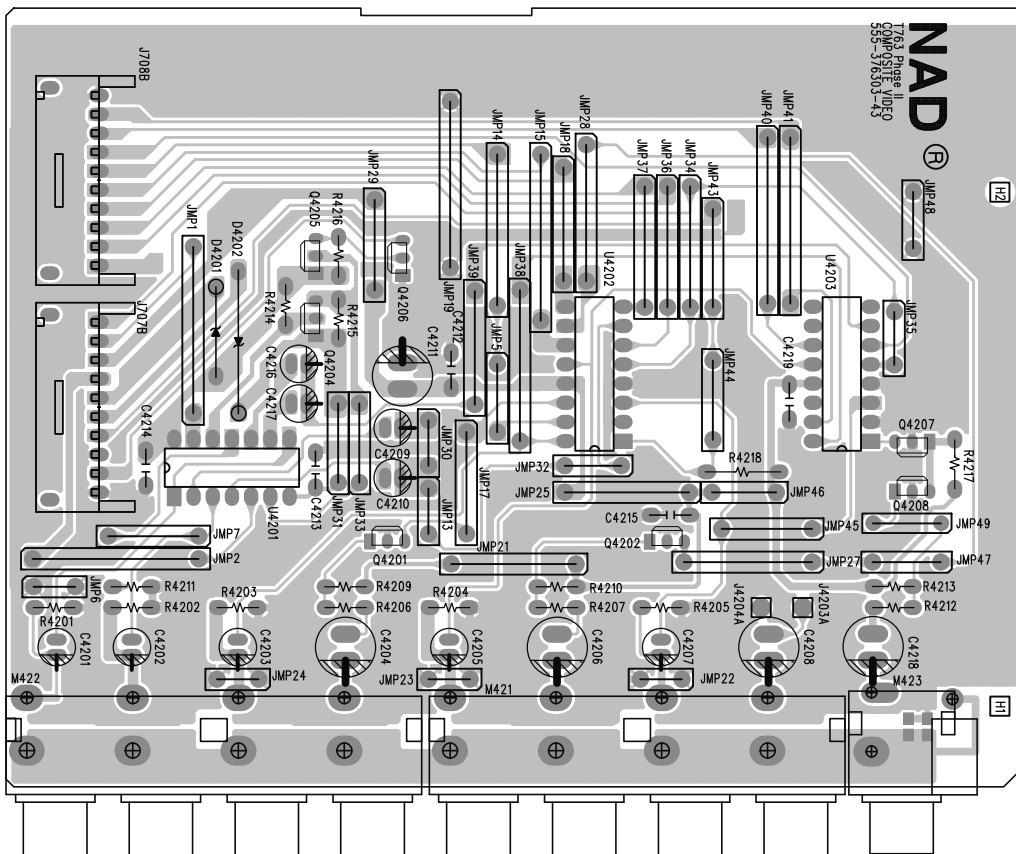 NAD ®
T763 Phase II
COMPOSITE VIDEO
555-376303-43
J708B
JMP41
JMP40
JMP28
JMP15
JMP14
JMP18
JMP37
JMP36
JMP34
JMP43
JMP48
H2
JMP29
R4216
Q4205
JMP1
D4202
D4201
JMP39
JMP38
U4202
U4203
Q4206
JMP19
R4214
R4215
J707B
C4212
C4211
JMP5
JMP35
JMP44
C4219
C4216
Q4204
C4217
C4214
C4209
JMP30
JMP17
Q4207
R4217
R4218
JMP32
C4210
JMP25
JMP46
Q4208
U4201
C4213
JMP31
JMP33
JMP13
C4215
JMP45
JMP49
JMP7
Q4201
JMP21
Q4202
JMP2
JMP27
JMP47
JMP6
R4211
R4209
R4210
J4204A
J4203A
R4213
R4201
R4202
R4203
R4206
R4204
R4207
R4205
R4212
C4201
C4202
C4203
C4204
C4205
C4206
C4207
C4208
C4218
M422
JMP24
JMP23
M421
JMP22
M423
H1